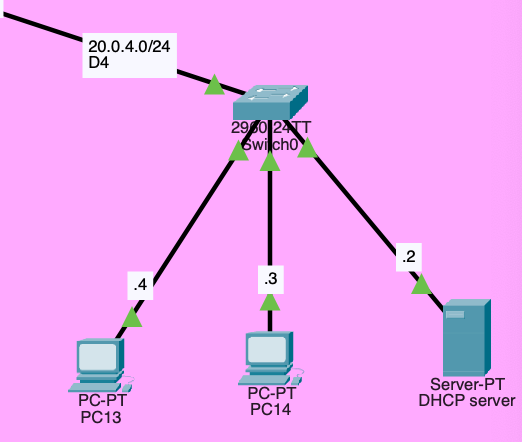 20.0.4.0/24
D4
2960-24TT
Switch0
.4
.3
.2
PC-PT
PC13
PC-PT
PC14
Server-PT
DHCP server